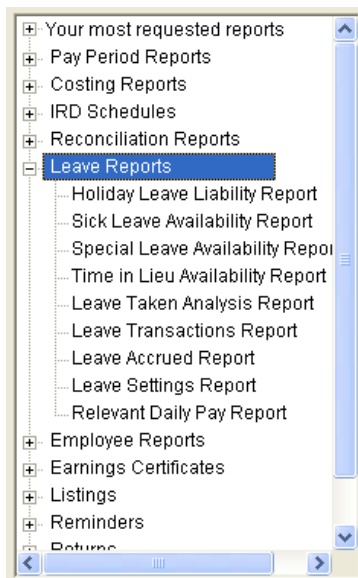 Your most requested reports
Pay Period Reports
Costing Reports
IRD Schedules
Reconciliation Reports
Leave Reports
Holiday Leave Liability Report
Sick Leave Availability Report
Special Leave Availability Repor
Time in Lieu Availability Report
Leave Taken Analysis Report
Leave Transactions Report
Leave Accrued Report
Leave Settings Report
Relevant Daily Pay Report
Employee Reports
Earnings Certificates
Listings
Reminders
Returns